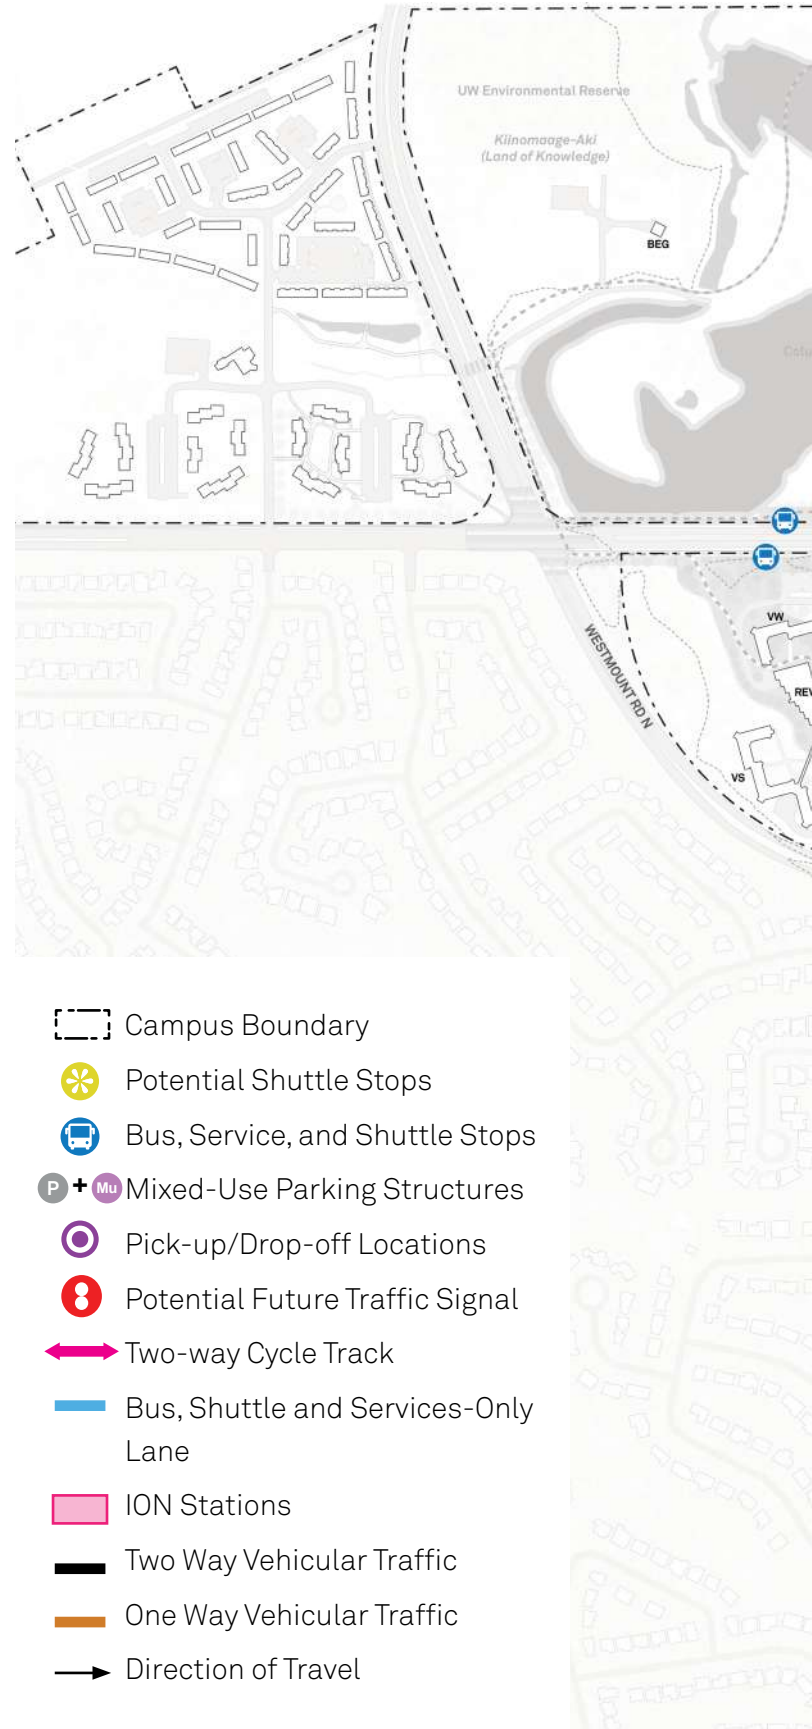 UW Environmental Reserve
Kiinomaage-Aki
(Land of Knowledge)
BEG
Colu
VW
WESTMOUNT RD N
REV
VS
Campus Boundary
Potential Shuttle Stops
Bus, Service, and Shuttle Stops
P + Mu Mixed-Use Parking Structures
Pick-up/Drop-off Locations
Potential Future Traffic Signal
Two-way Cycle Track
Bus, Shuttle and Services-Only
Lane
ION Stations
Two Way Vehicular Traffic
One Way Vehicular Traffic
Direction of Travel